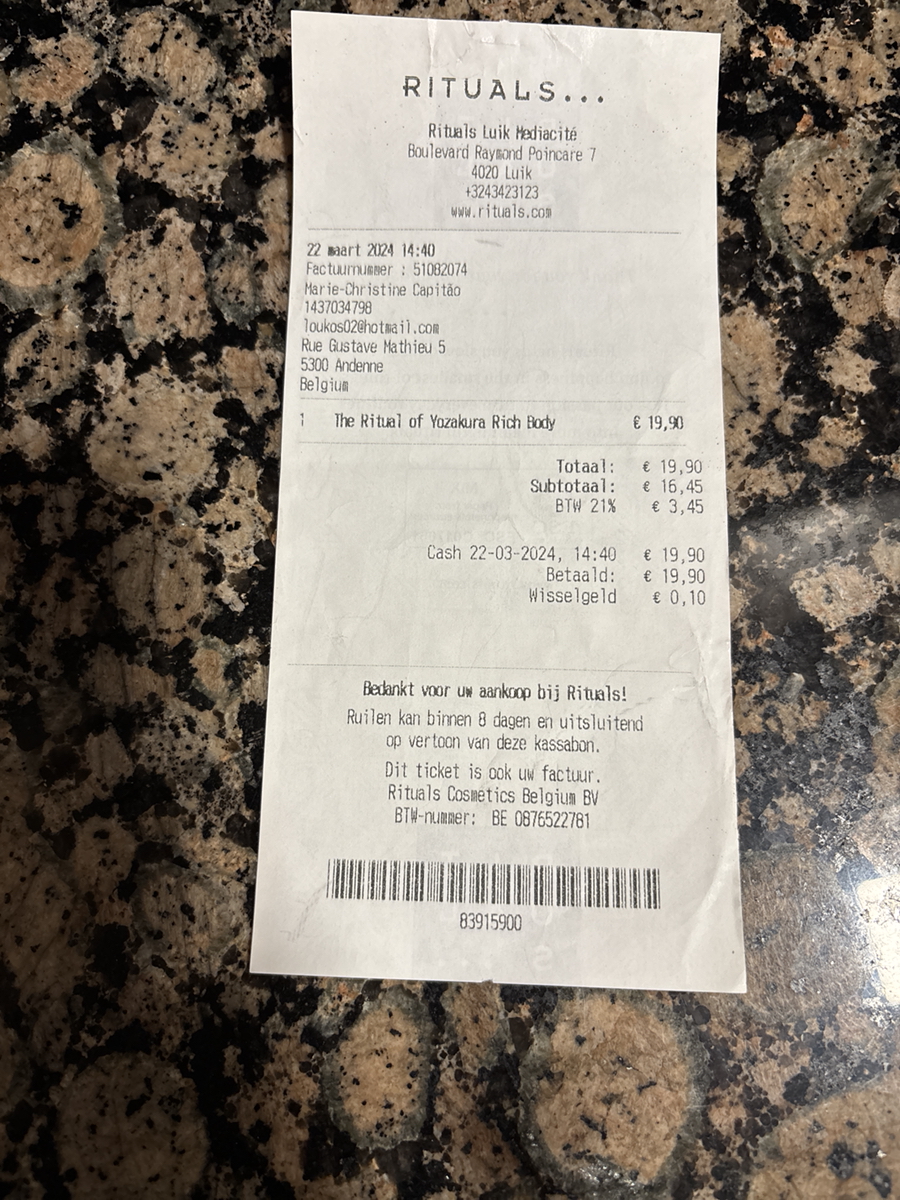 RITUALS...
Rituals Luik Mediacité
Boulevard Raymond Poincare 7
4020 Luik
+3243423123
www.rituals.com
22 maart 2024 14:40
Factuurnummer : 51082074
Marie-Christine Capitão
1437034798
loukos02@hotmail.com
Rue Gustave Mathieu 5
5300 Andenne
Belgium
1 The Ritual of Yozakura Rich Body € 19,90
Totaal: € 19,90
Subtotaal: € 16,45
BTW 21% € 3,45
Cash 22-03-2024, 14:40 € 19,90
Betaald: € 19,90
Wisselgeld € 0,10
Bedankt voor uw aankoop bij Rituals!
Ruilen kan binnen 8 dagen en uitsluitend
op vertoon van deze kassabon.
Dit ticket is ook uw factuur.
Rituals Cosmetics Belgium BV
BTW-nummer: BE 0876522781
83915900